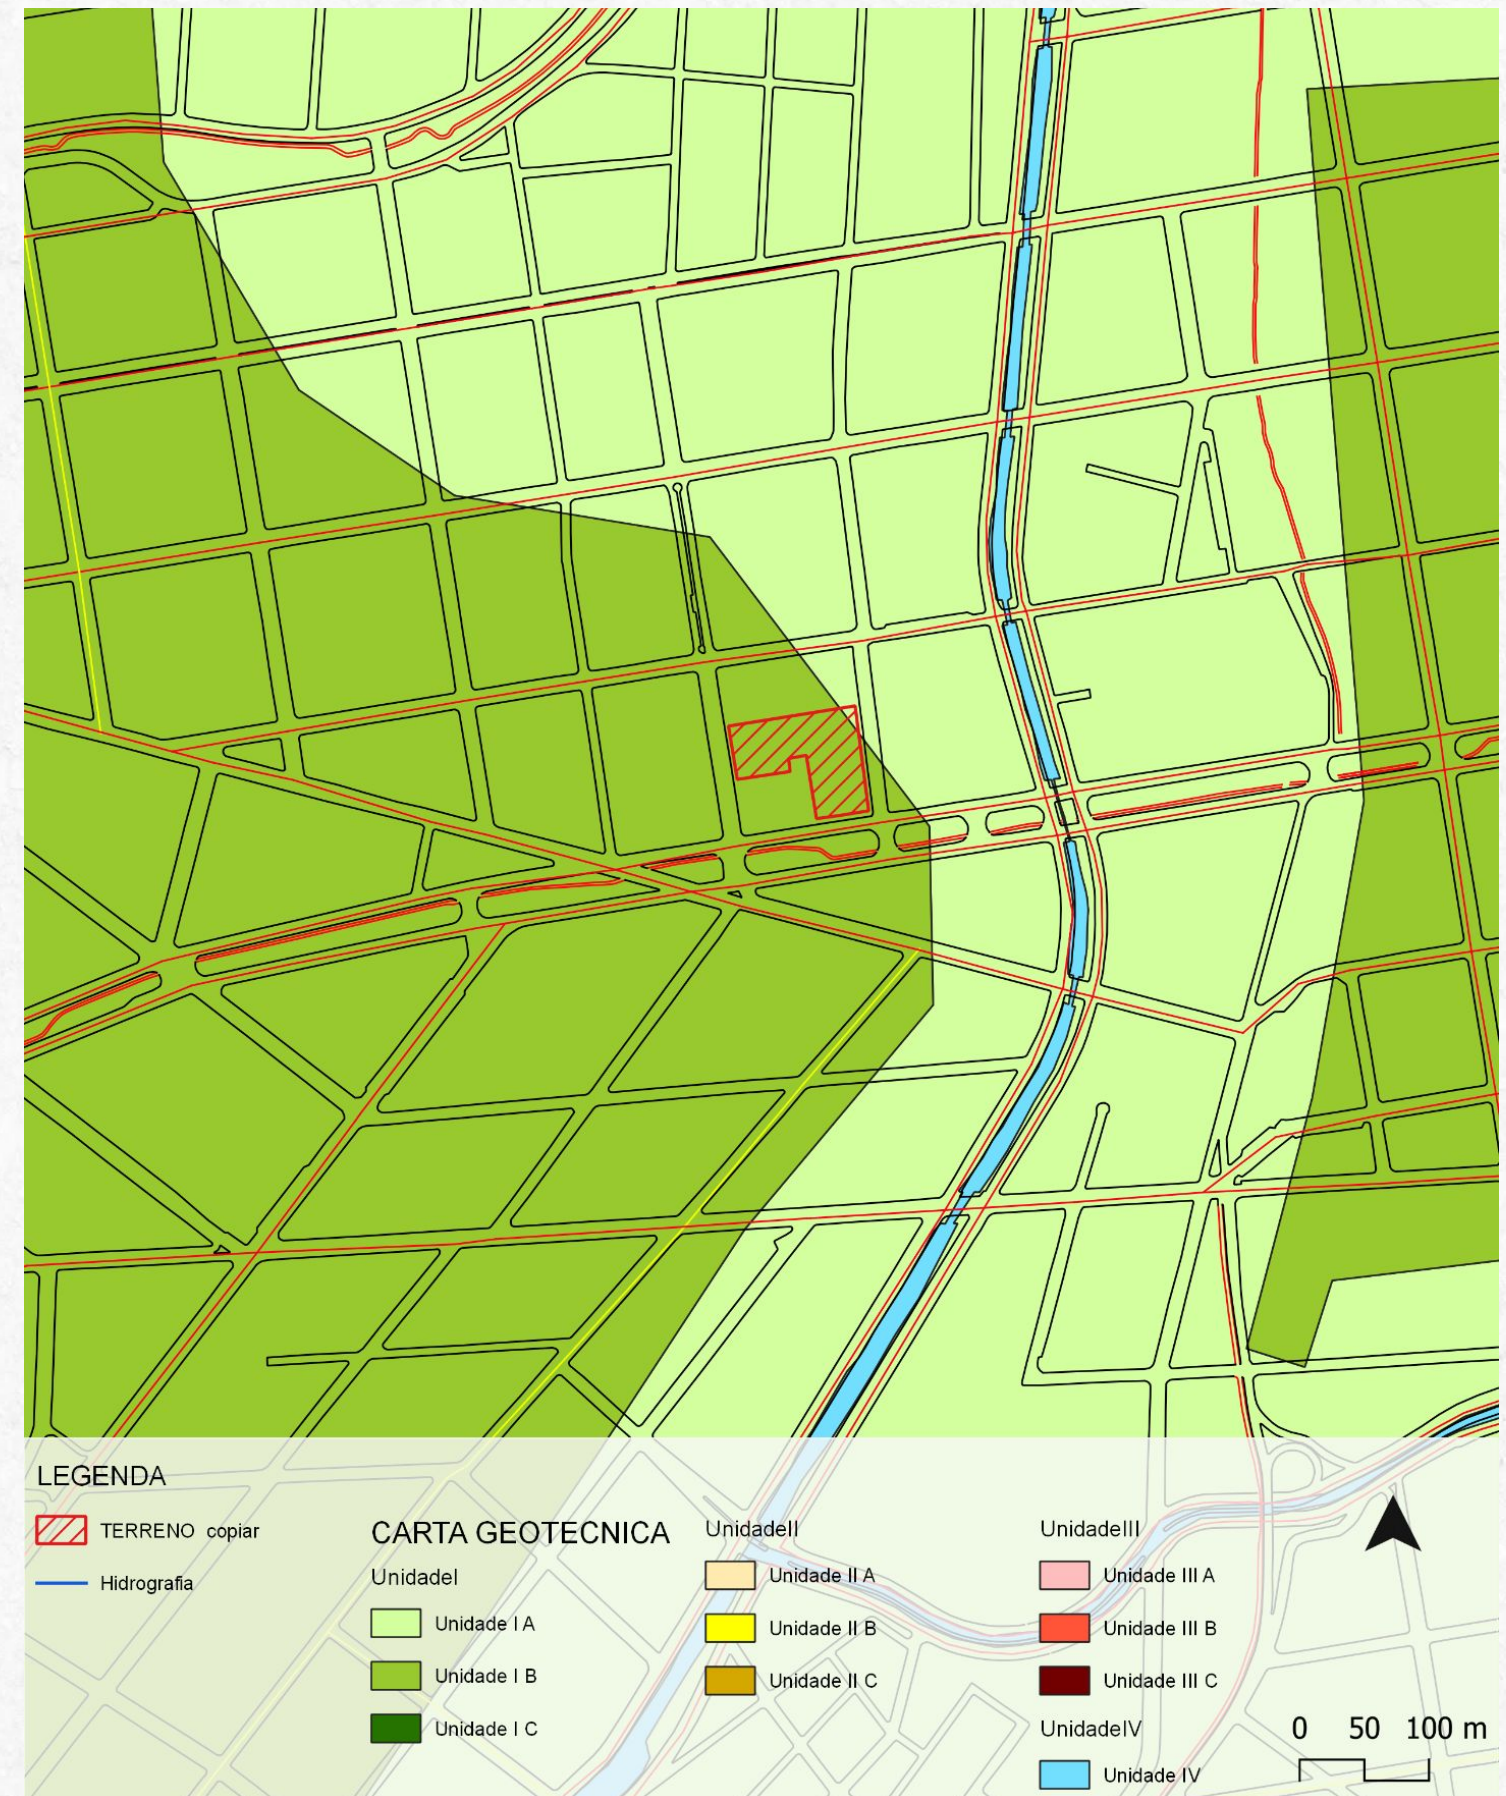 LEGENDA
TERRENO copiar
Hidrografia
CARTA GEOTECNICA
UnidadeI
Unidade I A
Unidade I B
Unidade I C
UnidadeII
Unidade II A
Unidade II B
Unidade II C
UnidadeIII
Unidade III A
Unidade III B
Unidade III C
UnidadeIV
Unidade IV
0 50 100 m